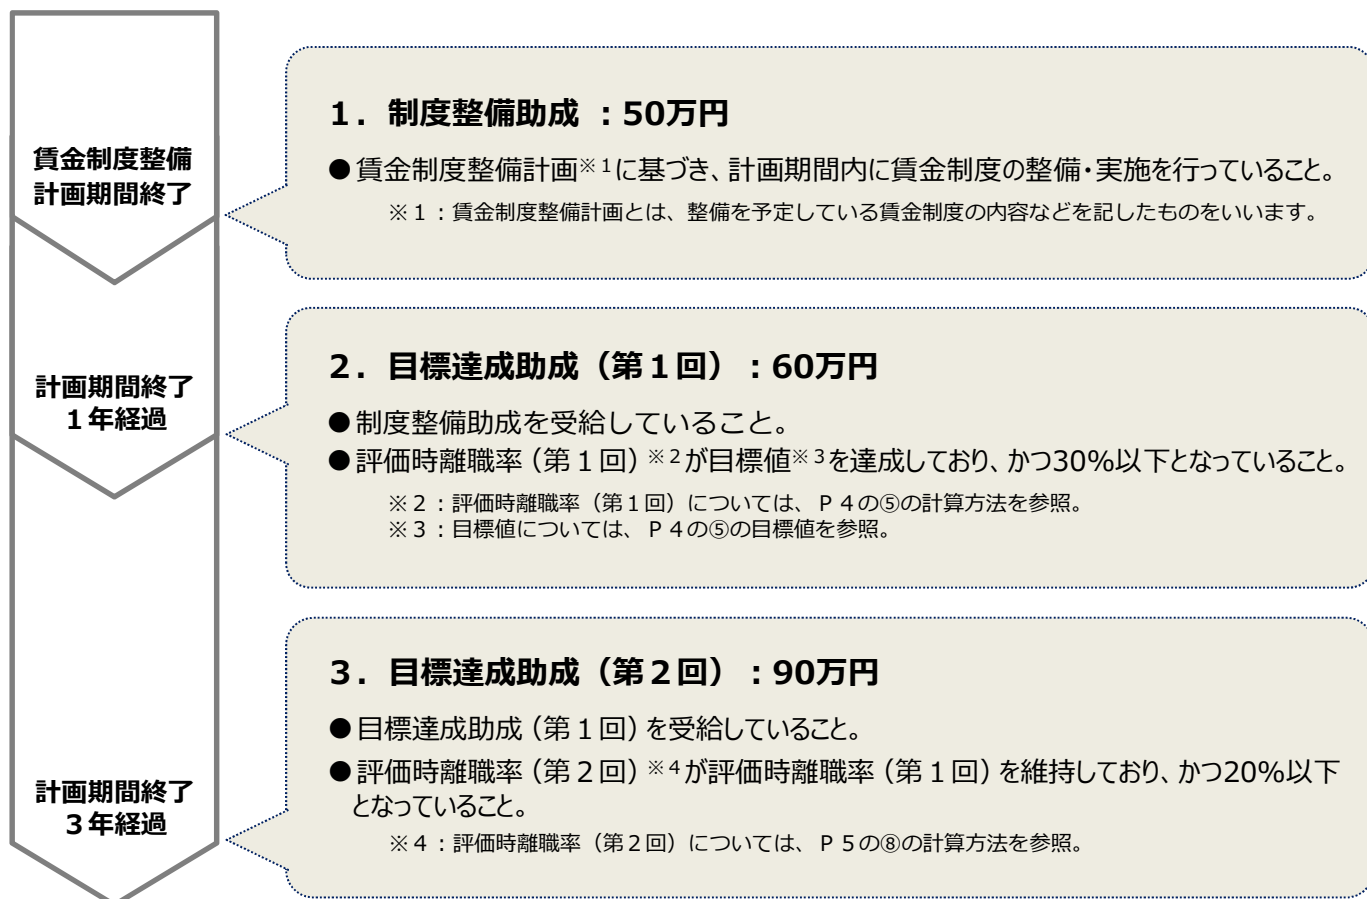 賃金制度整備
計画期間終了
1．制度整備助成 ：50万円
●賃金制度整備計画※1に基づき、計画期間内に賃金制度の整備・実施を行っていること。
※１：賃金制度整備計画とは、整備を予定している賃金制度の内容などを記したものをいいます。
計画期間終了
１年経過
2．目標達成助成（第１回）：60万円
●制度整備助成を受給していること。
●評価時離職率（第１回）※2が目標値※3を達成しており、かつ30%以下となっていること。
※２：評価時離職率（第１回）については、Ｐ４の⑤の計算方法を参照。
※３：目標値については、Ｐ４の⑤の目標値を参照。
計画期間終了
３年経過
3．目標達成助成（第２回）：90万円
●目標達成助成（第１回）を受給していること。
●評価時離職率（第２回）※4が評価時離職率（第１回）を維持しており、かつ20%以下
となっていること。
※４：評価時離職率（第２回）については、Ｐ５の⑧の計算方法を参照。